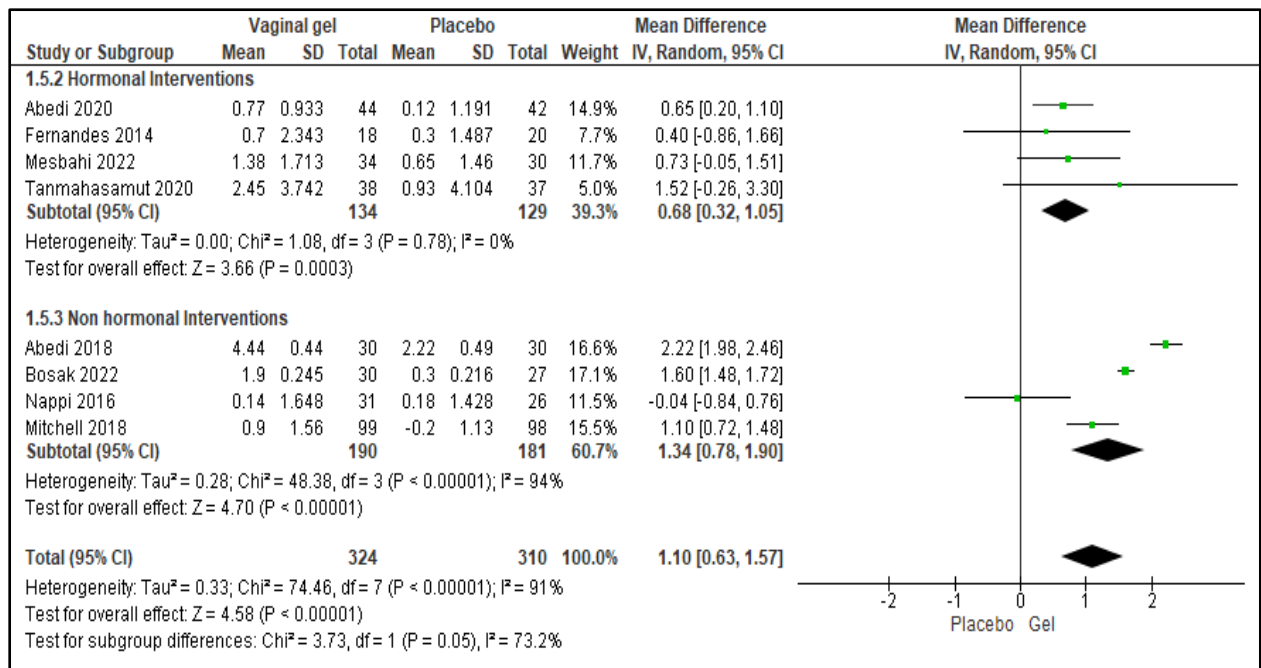 Vaginal gel Placebo Mean Difference Mean Difference
Study or Subgroup Mean SD Total Mean SD Total Weight IV, Random, 95% CI IV, Random, 95% CI
1.5.2 Hormonal Interventions
Abedi 2020 0.77 0.933 44 0.12 1.191 42 14.9% 0.65 [0.20, 1.10]
Fernandes 2014 0.7 2.343 18 0.3 1.487 20 7.7% 0.40 [-0.86, 1.66]
Mesbahi 2022 1.38 1.713 34 0.65 1.46 30 11.7% 0.73 [-0.05, 1.51]
Tanmahasamut 2020 2.45 3.742 38 0.93 4.104 37 5.0% 1.52 [-0.26, 3.30]
Subtotal (95% CI) 134 129 39.3% 0.68 [0.32, 1.05]
Heterogeneity: Tau² = 0.00; Chi² = 1.08, df = 3 (P = 0.78); I² = 0%
Test for overall effect: Z = 3.66 (P = 0.0003)
1.5.3 Non hormonal Interventions
Abedi 2018 4.44 0.44 30 2.22 0.49 30 16.6% 2.22 [1.98, 2.46]
Bosak 2022 1.9 0.245 30 0.3 0.216 27 17.1% 1.60 [1.48, 1.72]
Nappi 2016 0.14 1.648 31 0.18 1.428 26 11.5% -0.04 [-0.84, 0.76]
Mitchell 2018 0.9 1.56 99 -0.2 1.13 98 15.5% 1.10 [0.72, 1.48]
Subtotal (95% CI) 190 181 60.7% 1.34 [0.78, 1.90]
Heterogeneity: Tau² = 0.28; Chi² = 48.38, df = 3 (P < 0.00001); I² = 94%
Test for overall effect: Z = 4.70 (P < 0.00001)
Total (95% CI) 324 310 100.0% 1.10 [0.63, 1.57]
Heterogeneity: Tau² = 0.33; Chi² = 74.46, df = 7 (P < 0.00001); I² = 91%
Test for overall effect: Z = 4.58 (P < 0.00001)
Test for subgroup differences: Chi² = 3.73, df = 1 (P = 0.05), I² = 73.2%
-2 -1 0 1 2
Placebo Gel